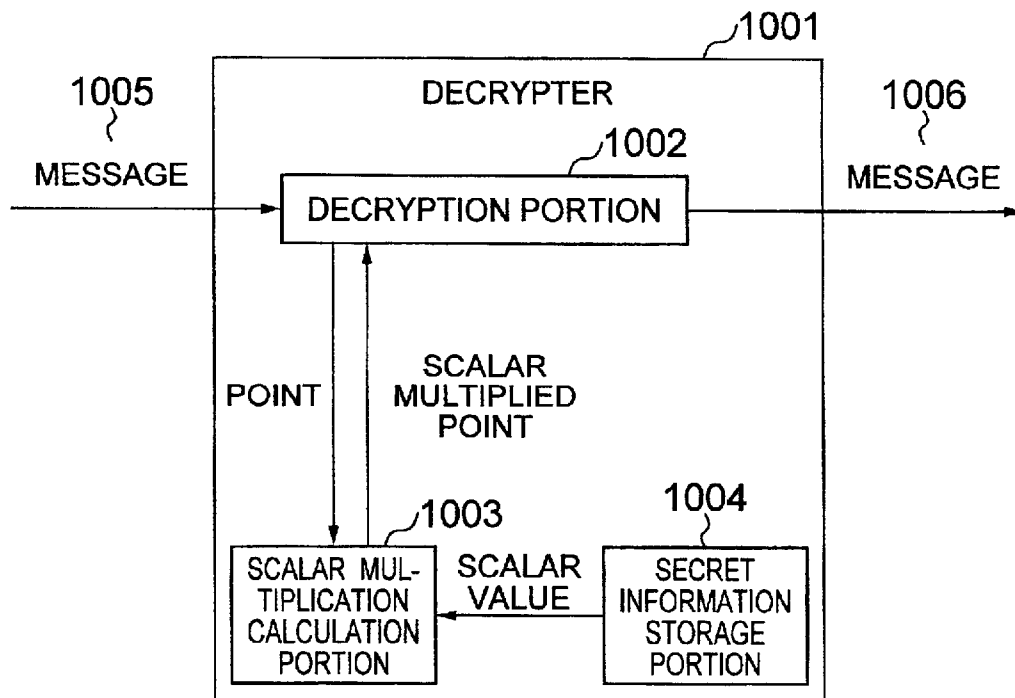 1001
1005
DECRYPTER
1006
1002
MESSAGE
MESSAGE
DECRYPTION PORTION
POINT
SCALAR
MULTIPLIED
POINT
1003
1004
SCALAR MUL-
TIPLICATION
CALCULATION
PORTION
SCALAR
VALUE
SECRET
INFORMATION
STORAGE
PORTION